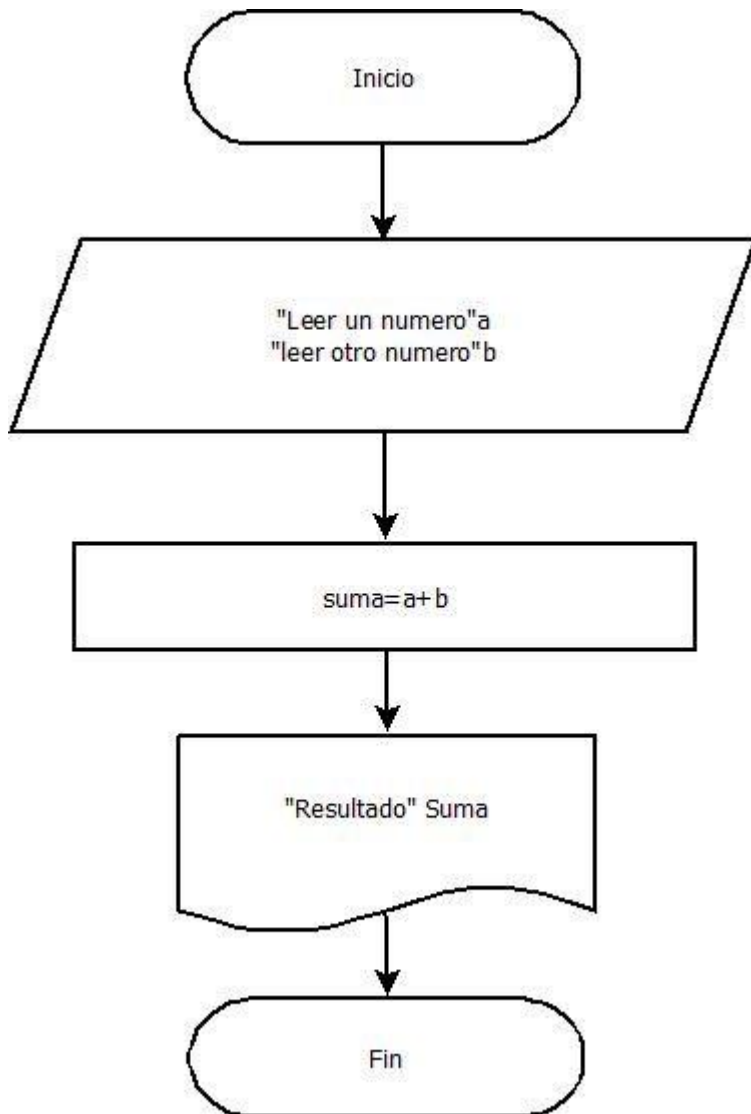 Inicio
"Leer un numero"a
"leer otro numero"b
suma=a+b
"Resultado" Suma
Fin